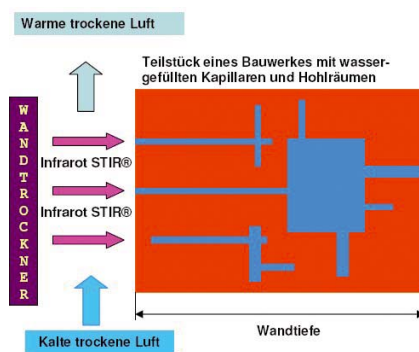 Warme trockene Luft
Teilstück eines Bauwerkes mit wasser-
gefüllten Kapillaren und Hohlräumen
WANDTROCKNER
Infrarot STIR®
Infrarot STIR®
Kalte trockene Luft
Wandtiefe